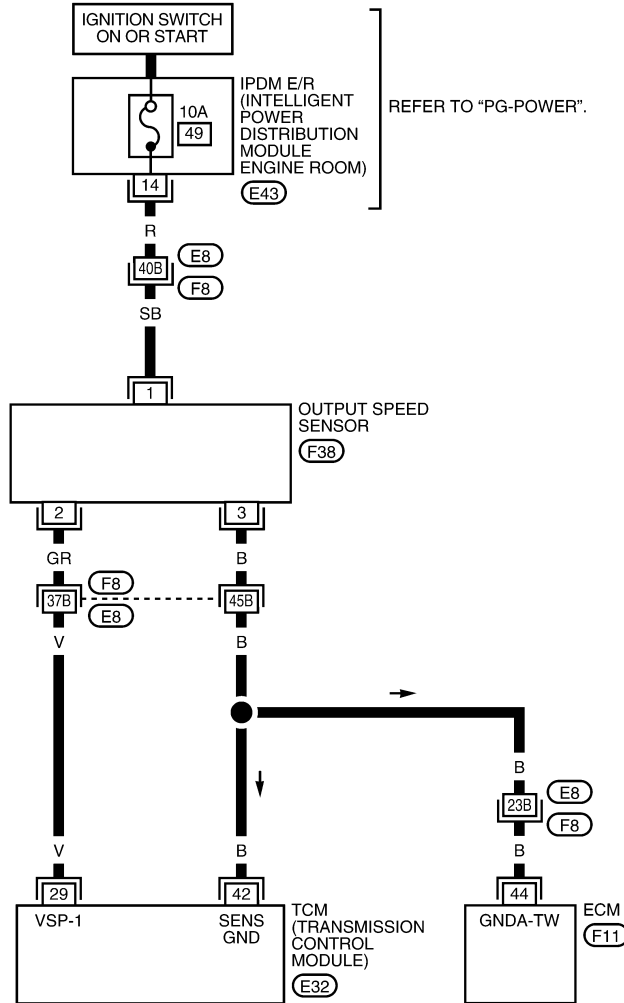 IGNITION SWITCH
ON OR START
IPDM E/R
(INTELLIGENT
POWER
DISTRIBUTION
MODULE
ENGINE ROOM)
E43
REFER TO “PG-POWER”.
10A
49
14
R
40B
E8
F8
SB
1
OUTPUT SPEED
SENSOR
F38
2
3
GR
B
37B
F8
E8
45B
V
B
B
23B
E8
F8
V
B
B
29
42
44
VSP-1
SENS
GND
TCM
(TRANSMISSION
CONTROL
MODULE)
E32
GNDA-TW
ECM
F11